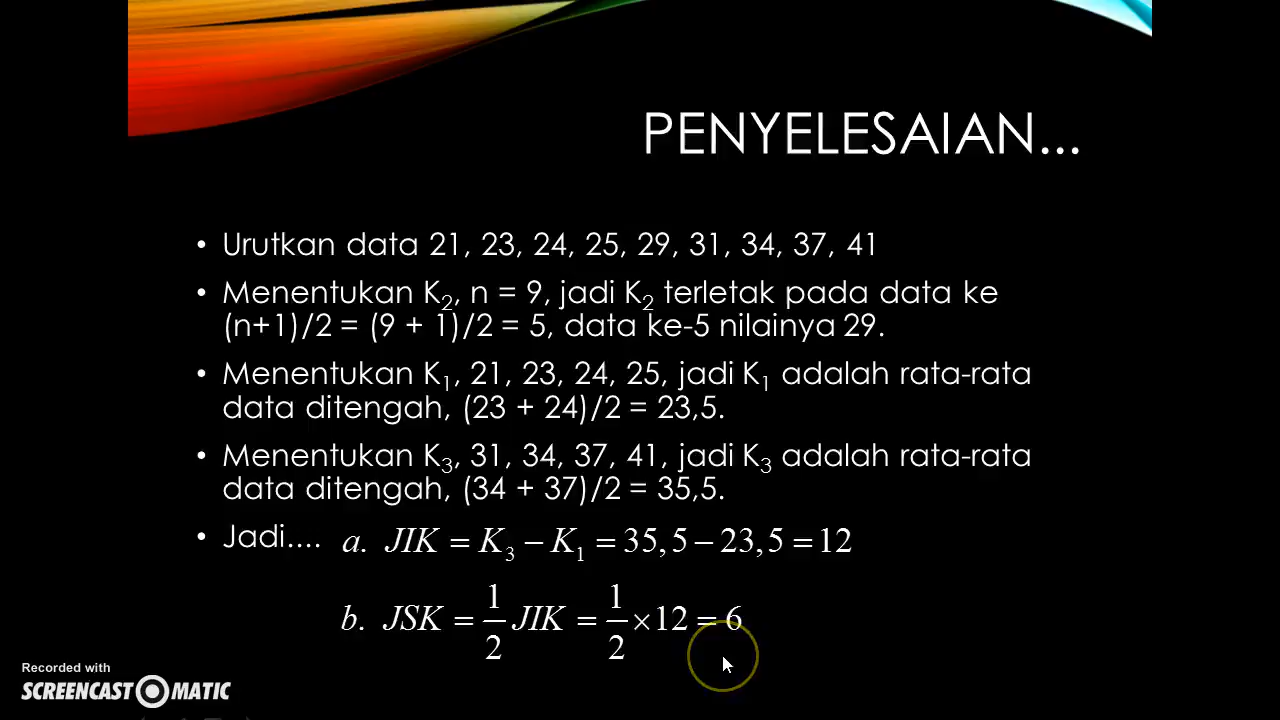 PENYELESAIAN...
• Urutkan data 21, 23, 24, 25, 29, 31, 34, 37, 41
• Menentukan K₂, n = 9, jadi K₂ terletak pada data ke
(n+1)/2 = (9 + 1)/2 = 5, data ke-5 nilainya 29.
• Menentukan K₁, 21, 23, 24, 25, jadi K₁ adalah rata-rata
data ditengah, (23 + 24)/2 = 23,5.
• Menentukan K₃, 31, 34, 37, 41, jadi K₃ adalah rata-rata
data ditengah, (34 + 37)/2 = 35,5.
• Jadi.... a. JIK = K₃ − K₁ = 35,5 − 23,5 = 12
b. JSK = 1/2 JIK = 1/2 × 12 = 6
Recorded with
SCREENCAST MATIC